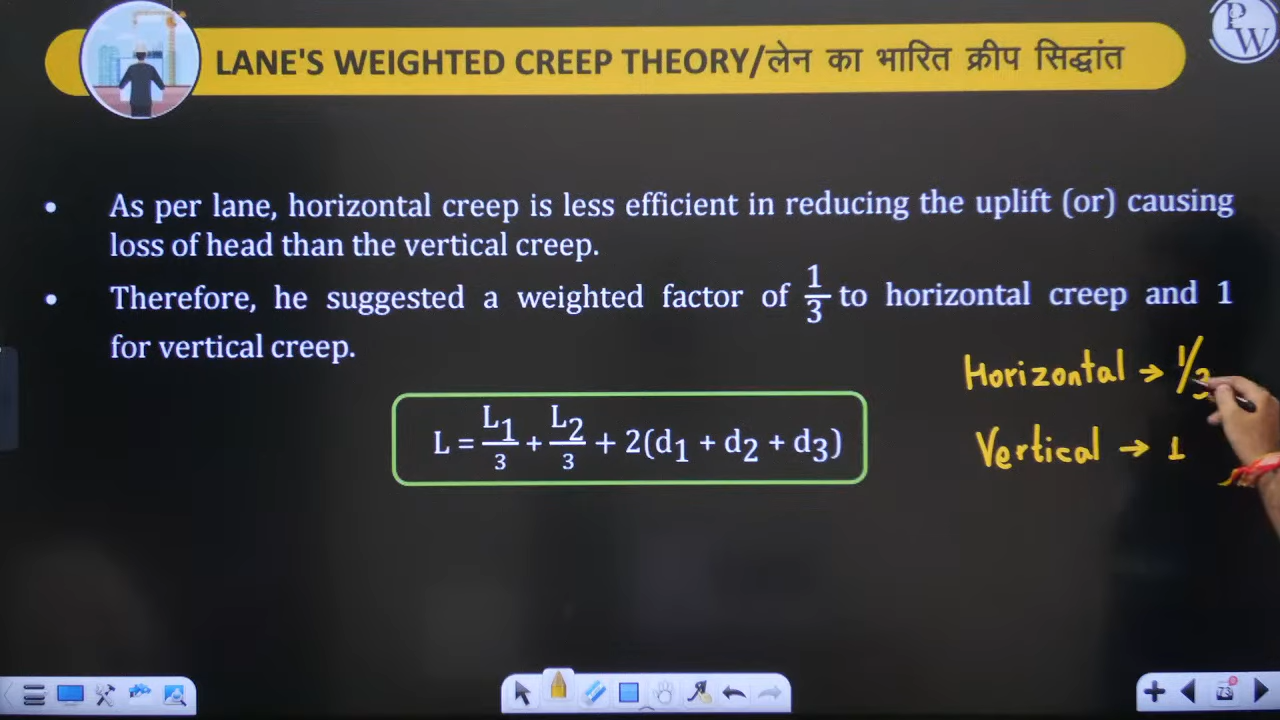 LANE'S WEIGHTED CREEP THEORY/लेन का भारित क्रीप सिद्धांत
PW
• As per lane, horizontal creep is less efficient in reducing the uplift (or) causing
loss of head than the vertical creep.
• Therefore, he suggested a weighted factor of 1/3 to horizontal creep and 1
for vertical creep.
Horizontal → 1/3
L = L₁/3 + L₂/3 + 2(d₁ + d₂ + d₃)
Vertical → 1
73